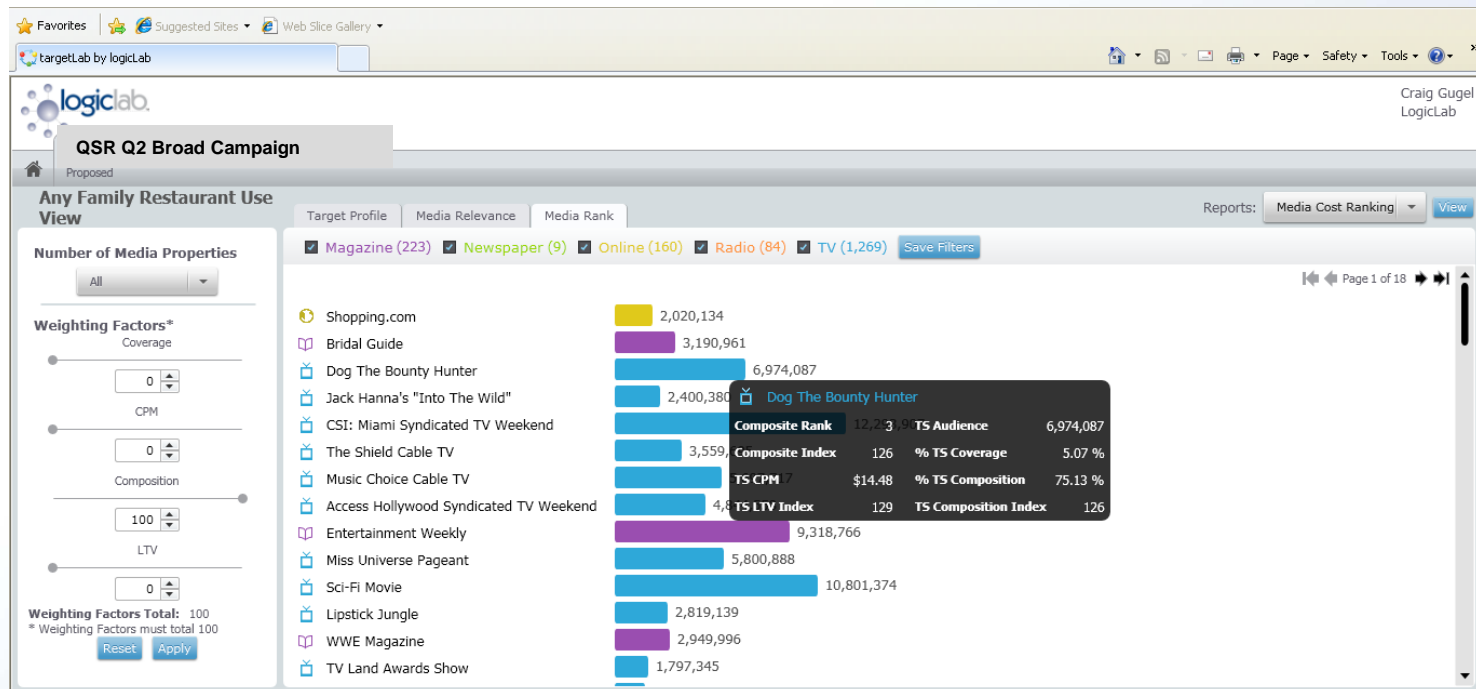 Favorites Suggested Sites Web Slice Gallery
targetLab by logicLab Page Safety Tools
logiclab. Craig Gugel
LogicLab
QSR Q2 Broad Campaign
Proposed
Any Family Restaurant Use
View
Target Profile Media Relevance Media Rank Reports: Media Cost Ranking View
Number of Media Properties
All
Weighting Factors*
Coverage
0
CPM
0
Composition
100
LTV
0
Weighting Factors Total: 100
* Weighting Factors must total 100
Reset Apply
Magazine (223) Newspaper (9) Online (160) Radio (84) TV (1,269) Save Filters
Page 1 of 18
Shopping.com 2,020,134
Bridal Guide 3,190,961
Dog The Bounty Hunter 6,974,087
Jack Hanna's "Into The Wild" 2,400,380
CSI: Miami Syndicated TV Weekend
The Shield Cable TV
Music Choice Cable TV
Access Hollywood Syndicated TV Weekend
Entertainment Weekly 9,318,766
Miss Universe Pageant 5,800,888
Sci-Fi Movie 10,801,374
Lipstick Jungle 2,819,139
WWE Magazine 2,949,996
TV Land Awards Show 1,797,345
Dog The Bounty Hunter
Composite Rank 3 TS Audience 6,974,087
Composite Index 126 % TS Coverage 5.07 %
TS CPM $14.48 % TS Composition 75.13 %
TS LTV Index 129 TS Composition Index 126